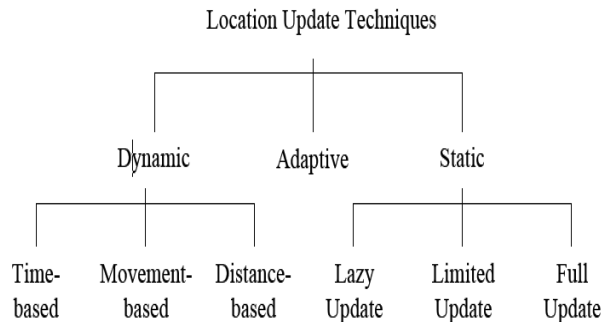 Location Update Techniques
Dynamic Adaptive Static
Time- Movement- Distance- Lazy Limited Full
based based based Update Update Update